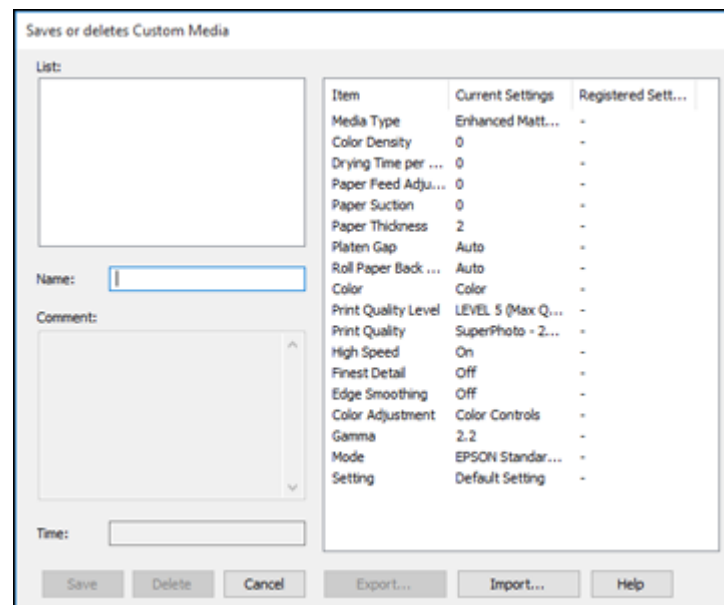 Saves or deletes Custom Media
List:
Name:
Comment:
Time:
Item Current Settings Registered Sett...
Media Type Enhanced Matt... -
Color Density 0 -
Drying Time per ... 0 -
Paper Feed Adju... 0 -
Paper Suction 0 -
Paper Thickness 2 -
Platen Gap Auto -
Roll Paper Back ... Auto -
Color Color -
Print Quality Level LEVEL 5 (Max Q... -
Print Quality SuperPhoto - 2... -
High Speed On -
Finest Detail Off -
Edge Smoothing Off -
Color Adjustment Color Controls -
Gamma 2.2 -
Mode EPSON Standar... -
Setting Default Setting -
Save Delete Cancel Export... Import... Help